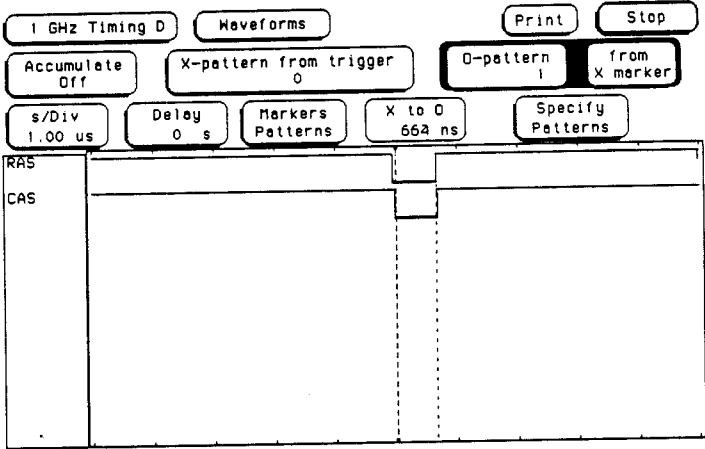 1 GHz Timing D
Waveforms
Print
Stop
Accumulate
Off
X-pattern from trigger
0
O-pattern
1
from
X marker
s/Div
1.00 us
Delay
0 s
Markers
Patterns
X to O
664 ns
Specify
Patterns
RAS
CAS